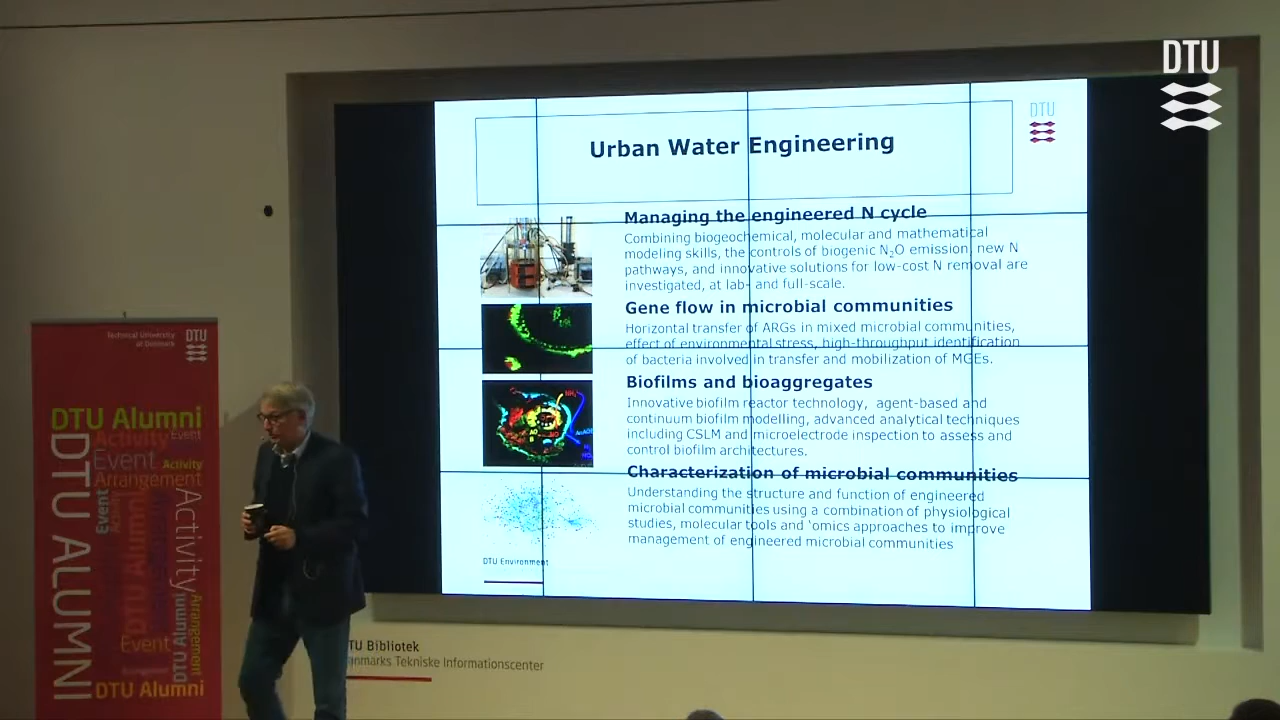 DTU
DTU
Urban Water Engineering
Managing the engineered N cycle
Combining biogeochemical, molecular and mathematical
modeling skills, the controls of biogenic N₂O emission, new N
pathways, and innovative solutions for low-cost N removal are
investigated, at lab- and full-scale.
Gene flow in microbial communities
Horizontal transfer of ARGs in mixed microbial communities,
effect of environmental stress, high-throughput identification
of bacteria involved in transfer and mobilization of MGEs.
Biofilms and bioaggregates
Innovative biofilm reactor technology, agent-based and
continuum biofilm modelling, advanced analytical techniques
including CSLM and microelectrode inspection to assess and
control biofilm architectures.
Characterization of microbial communities
Understanding the structure and function of engineered
microbial communities using a combination of physiological
studies, molecular tools and 'omics approaches to improve
management of engineered microbial communities
DTU Environment
Technical University
of Denmark
DTU
DTU Alumni
Activity
Event
Event
Activity
Arrangement
Event
Activity
DTU Alumni
Activity
DTU ALUMNI
DTU Alumni
Arrangement
Event
DTU Alumni
TU Bibliotek
anmarks Tekniske Informationscenter